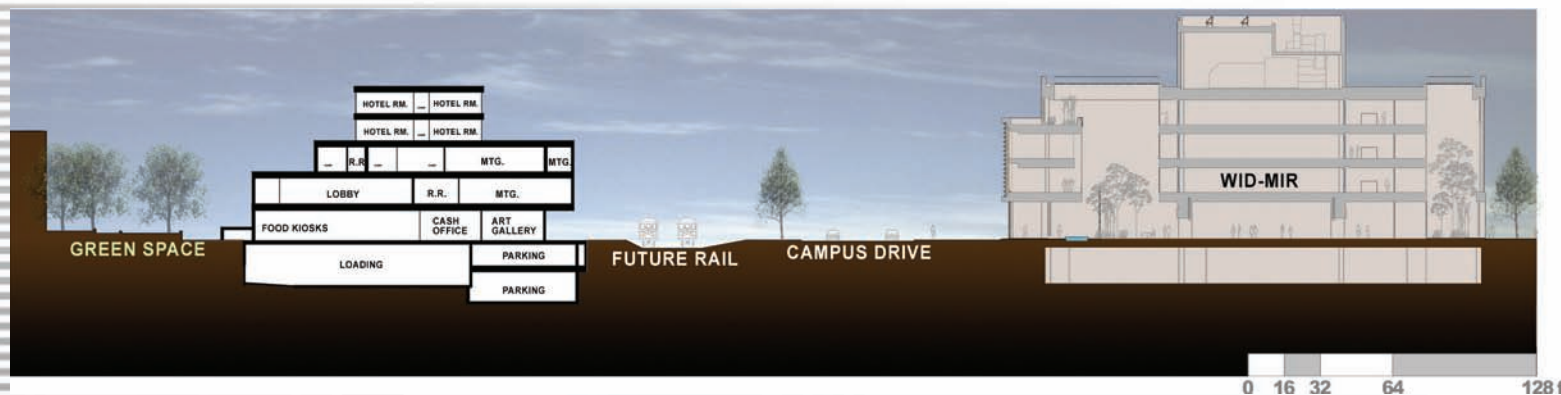 HOTEL RM. HOTEL RM.
HOTEL RM. HOTEL RM.
R.R MTG. MTG.
LOBBY R.R. MTG.
WID-MIR
FOOD KIOSKS CASH OFFICE ART GALLERY
GREEN SPACE
LOADING PARKING
FUTURE RAIL CAMPUS DRIVE
PARKING
0 16 32 64 128 f